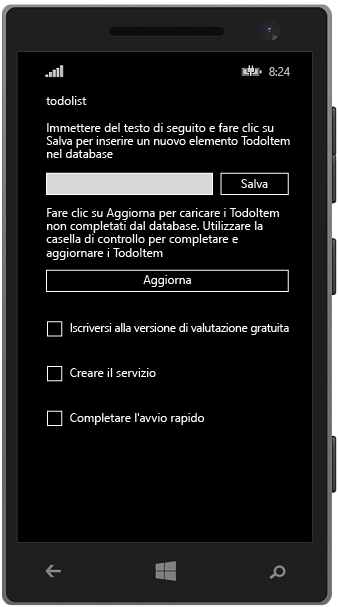 8:24
todolist
Immettere del testo di seguito e fare clic su
Salva per inserire un nuovo elemento TodoItem
nel database
Salva
Fare clic su Aggiorna per caricare i TodoItem
non completati dal database. Utilizzare la
casella di controllo per completare e
aggiornare i TodoItem
Aggiorna
Iscriversi alla versione di valutazione gratuita
Creare il servizio
Completare l'avvio rapido